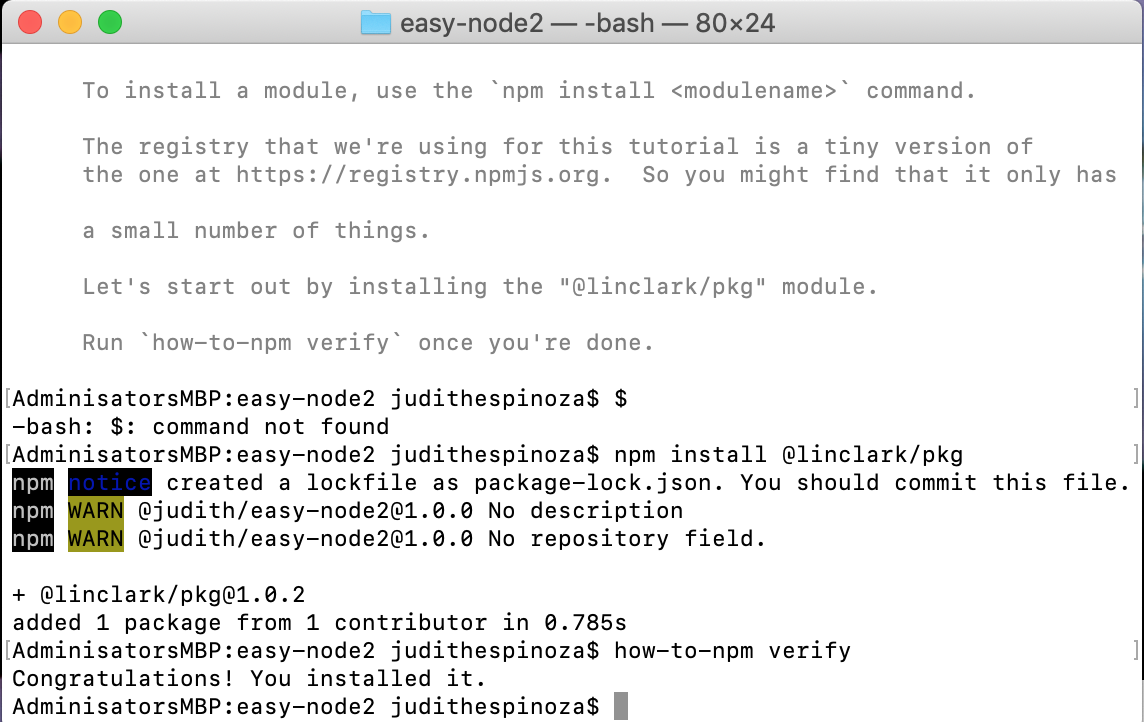 easy-node2 — -bash — 80×24
To install a module, use the `npm install <modulename>` command.
The registry that we're using for this tutorial is a tiny version of
the one at https://registry.npmjs.org.  So you might find that it only has
a small number of things.
Let's start out by installing the "@linclark/pkg" module.
Run `how-to-npm verify` once you're done.
[AdminisatorsMBP:easy-node2 judithespinoza$ $ ]
-bash: $: command not found
[AdminisatorsMBP:easy-node2 judithespinoza$ npm install @linclark/pkg ]
npm notice created a lockfile as package-lock.json. You should commit this file.
npm WARN @judith/easy-node2@1.0.0 No description
npm WARN @judith/easy-node2@1.0.0 No repository field.
+ @linclark/pkg@1.0.2
added 1 package from 1 contributor in 0.785s
[AdminisatorsMBP:easy-node2 judithespinoza$ how-to-npm verify ]
Congratulations! You installed it.
AdminisatorsMBP:easy-node2 judithespinoza$